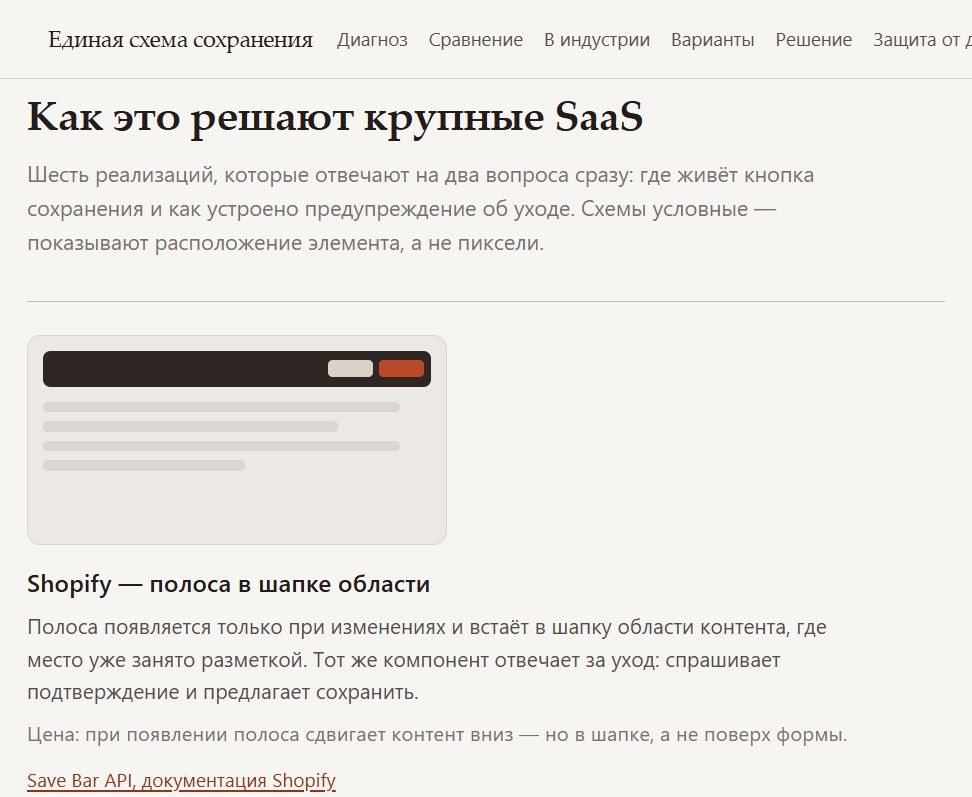 Единая схема сохранения Диагноз Сравнение В индустрии Варианты Решение Защита от
Как это решают крупные SaaS
Шесть реализаций, которые отвечают на два вопроса сразу: где живёт кнопка
сохранения и как устроено предупреждение об уходе. Схемы условные —
показывают расположение элемента, а не пиксели.
Shopify — полоса в шапке области
Полоса появляется только при изменениях и встаёт в шапку области контента, где
место уже занято разметкой. Тот же компонент отвечает за уход: спрашивает
подтверждение и предлагает сохранить.
Цена: при появлении полоса сдвигает контент вниз — но в шапке, а не поверх формы.
Save Bar API, документация Shopify